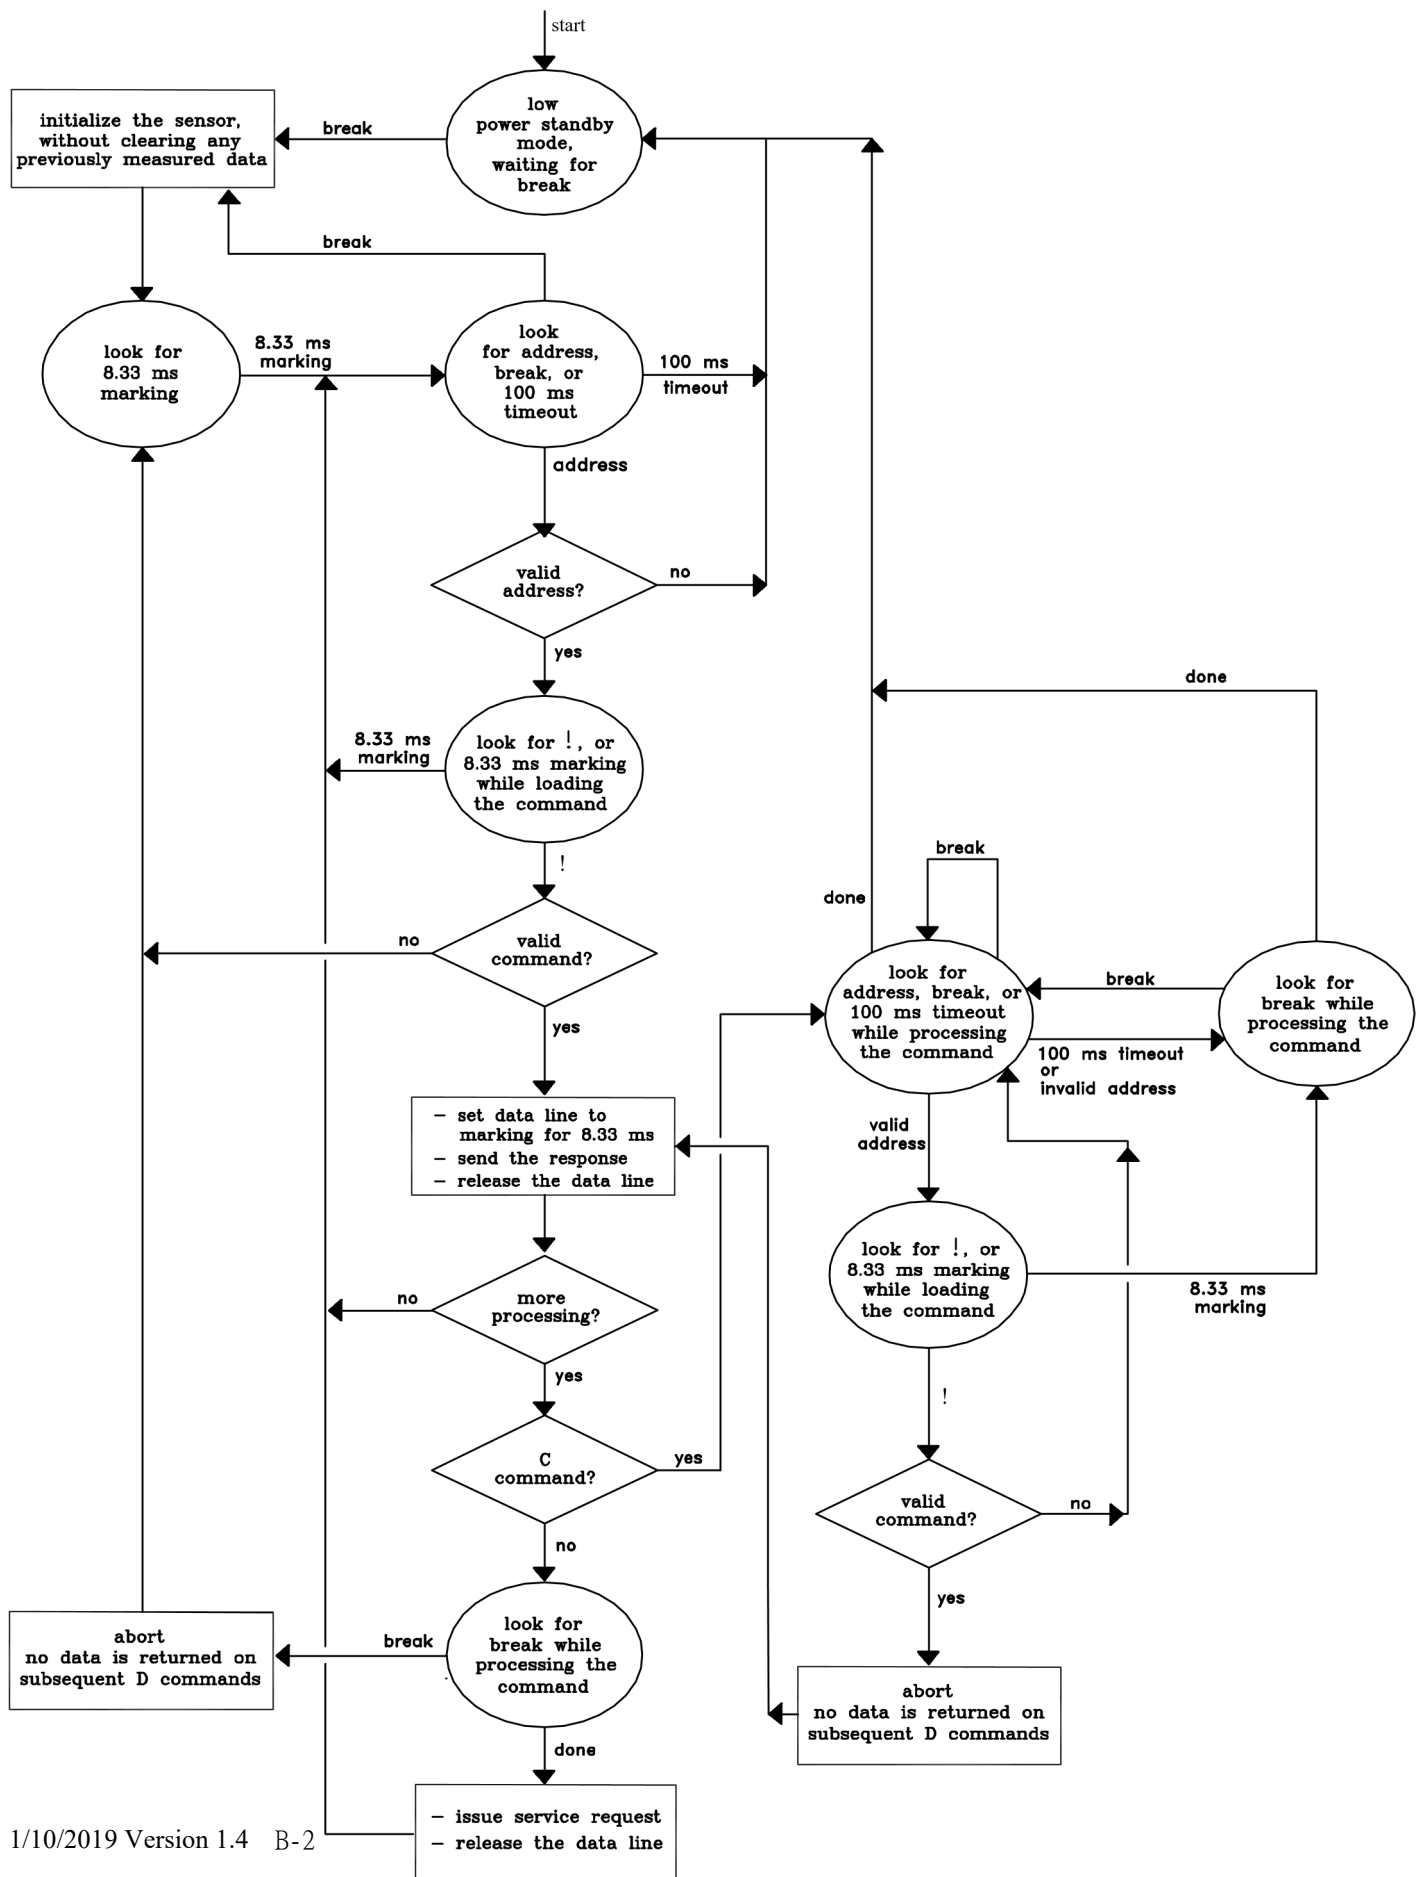 start
low
power standby
mode,
waiting for
break
break
initialize the sensor,
without clearing any
previously measured data
break
look for
8.33 ms
marking
8.33 ms
marking
look
for address,
break, or
100 ms
timeout
100 ms
timeout
address
valid
address?
no
yes
look for !, or
8.33 ms marking
while loading
the command
8.33 ms
marking
!
valid
command?
no
yes
- set data line to
marking for 8.33 ms
- send the response
- release the data line
more
processing?
no
yes
C
command?
yes
no
look for
break while
processing the
command
break
abort
no data is returned on
subsequent D commands
done
- issue service request
- release the data line
done
done
break
look for
address, break, or
100 ms timeout
while processing
the command
break
100 ms timeout
or
invalid address
look for
break while
processing the
command
valid
address
look for !, or
8.33 ms marking
while loading
the command
8.33 ms
marking
!
valid
command?
no
yes
abort
no data is returned on
subsequent D commands
1/10/2019 Version 1.4 B-2